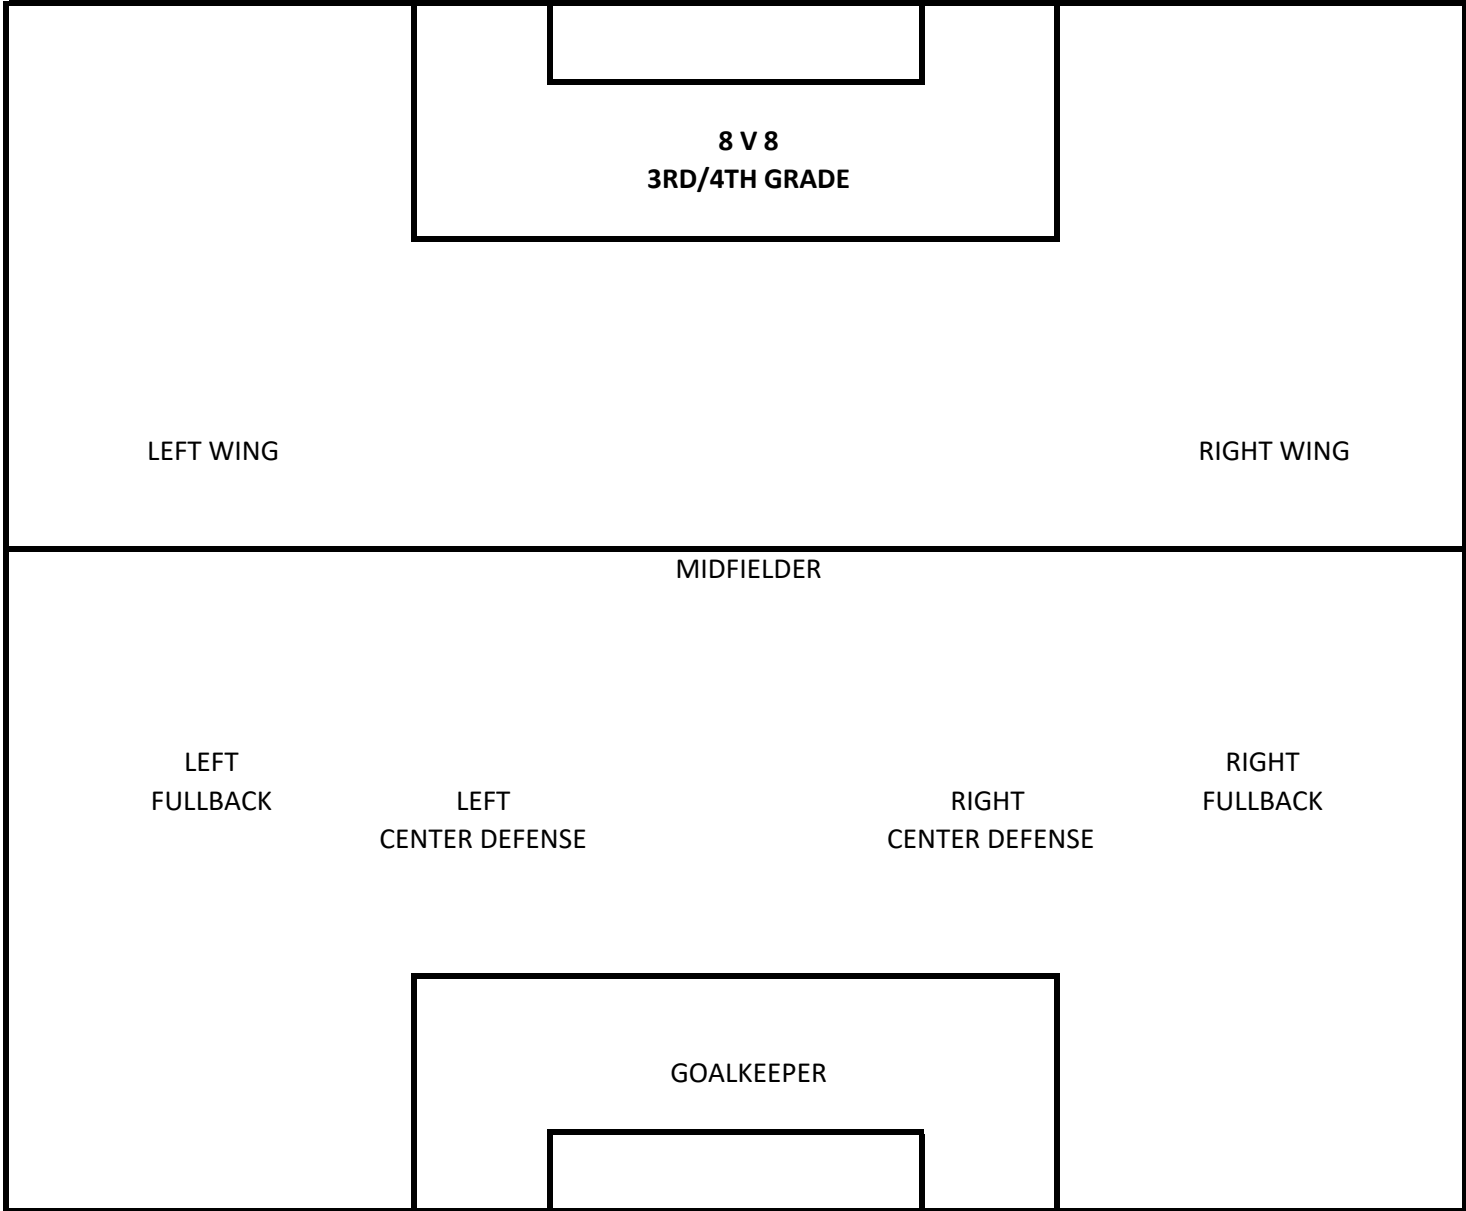 8 V 8
3RD/4TH GRADE
LEFT WING
RIGHT WING
MIDFIELDER
LEFT
FULLBACK
LEFT
CENTER DEFENSE
RIGHT
CENTER DEFENSE
RIGHT
FULLBACK
GOALKEEPER